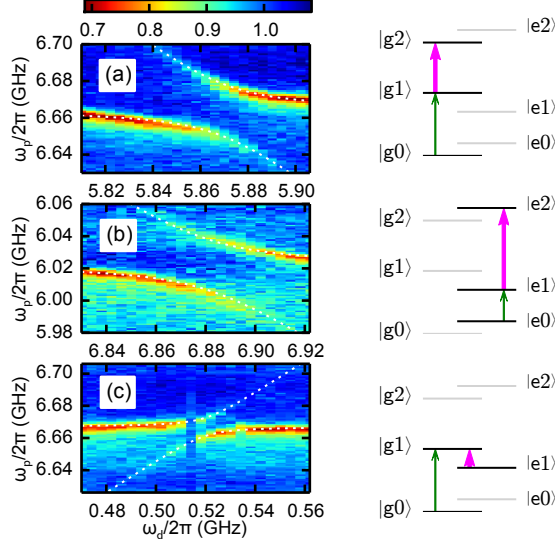 0.7 0.8 0.9 1.0
6.70
6.68
6.66
6.64
ωp/2π (GHz)
(a)
5.82 5.84 5.86 5.88 5.90
|g2⟩
|g1⟩
|g0⟩
|e2⟩
|e1⟩
|e0⟩
6.06
6.04
6.02
6.00
5.98
ωp/2π (GHz)
(b)
6.84 6.86 6.88 6.90 6.92
|g2⟩
|g1⟩
|g0⟩
|e2⟩
|e1⟩
|e0⟩
6.70
6.68
6.66
6.64
ωp/2π (GHz)
(c)
0.48 0.50 0.52 0.54 0.56
ωd/2π (GHz)
|g2⟩
|g1⟩
|g0⟩
|e2⟩
|e1⟩
|e0⟩